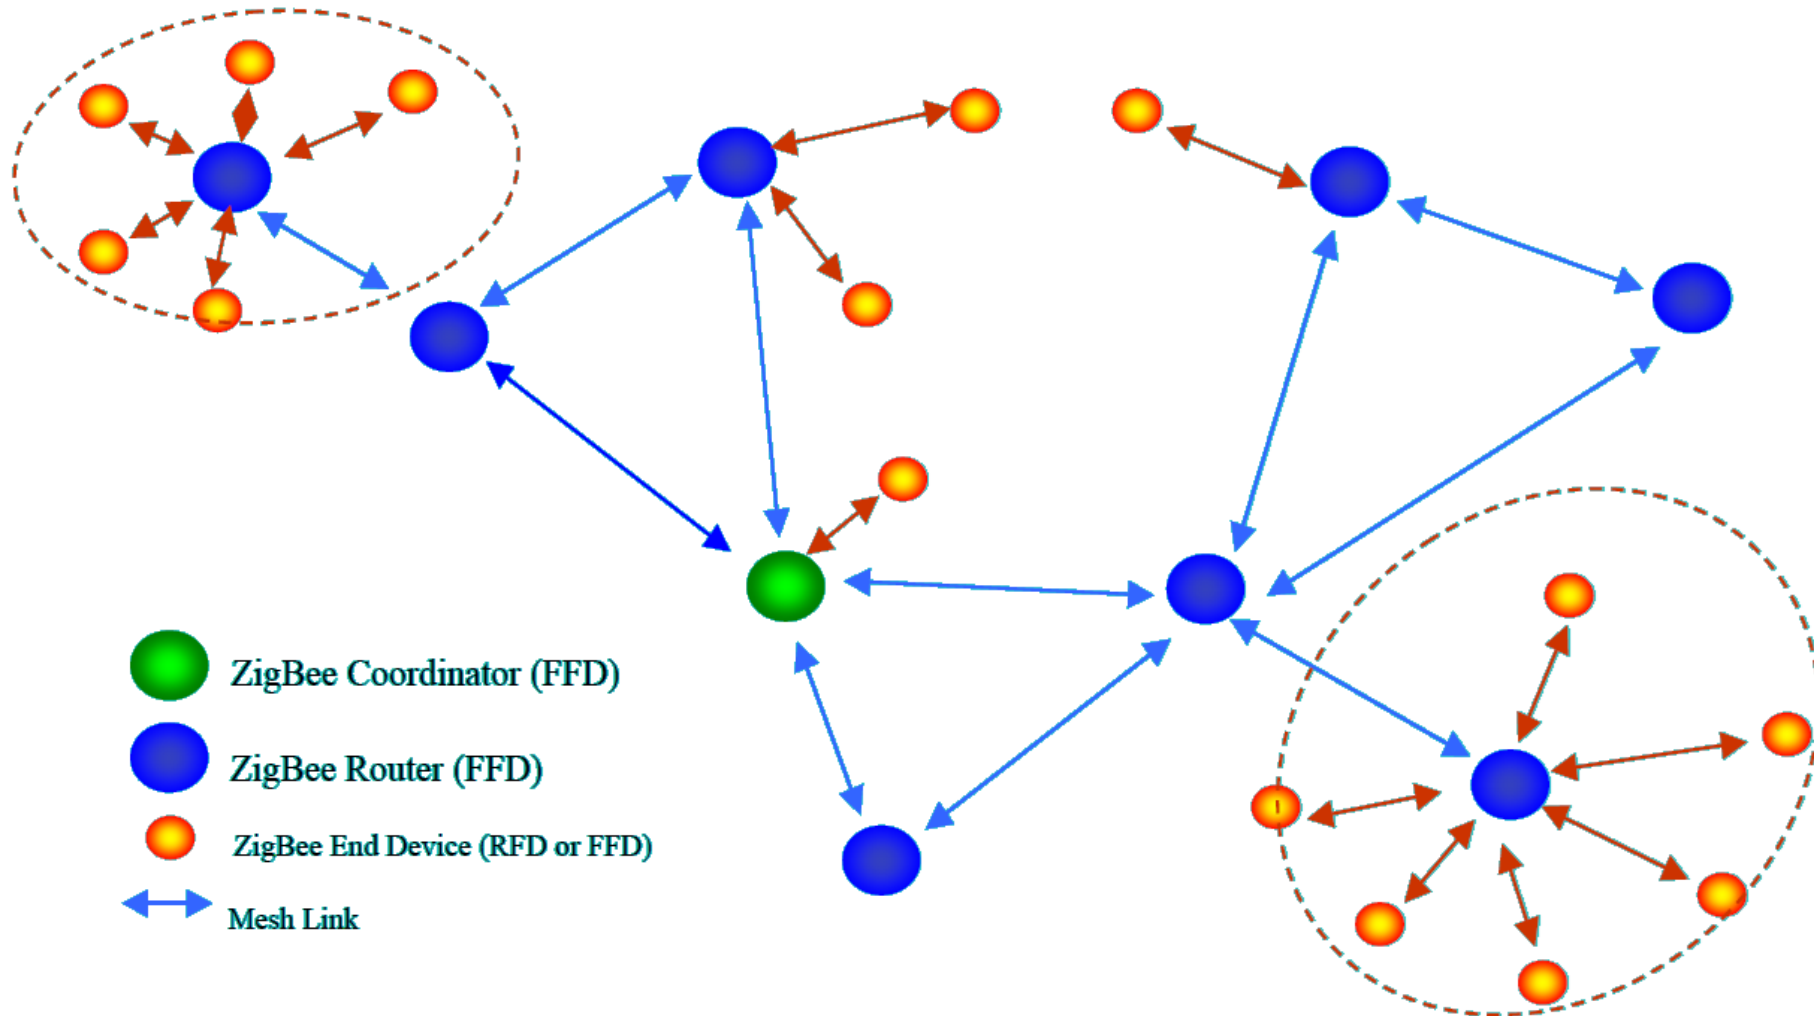 ZigBee Coordinator (FFD)
ZigBee Router (FFD)
ZigBee End Device (RFD or FFD)
Mesh Link